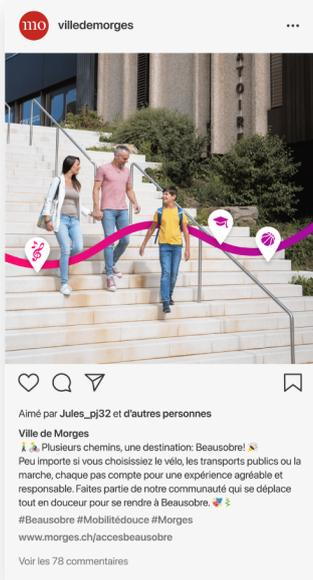 mo villedemorges
ATOIRE
Aimé par Jules_pj32 et d'autres personnes
Ville de Morges
🚶🚴 Plusieurs chemins, une destination: Beausobre! 🎉
Peu importe si vous choisissiez le vélo, les transports publics ou la
marche, chaque pas compte pour une expérience agréable et
responsable. Faites partie de notre communauté qui se déplace
tout en douceur pour se rendre à Beausobre.
#Beausobre #Mobilitédouce #Morges
www.morges.ch/accesbeausobre
Voir les 78 commentaires